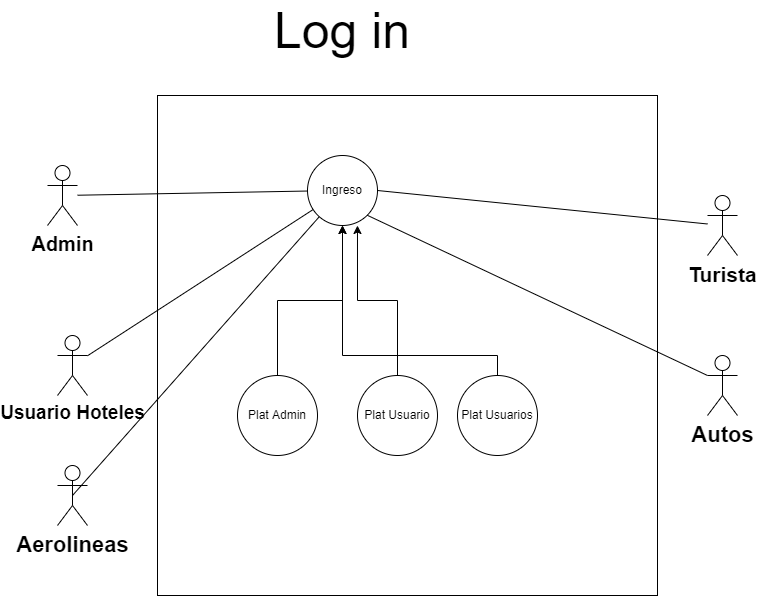 Log in
Ingreso
Admin
Turista
Usuario Hoteles
Plat Admin
Plat Usuario
Plat Usuarios
Autos
Aerolineas